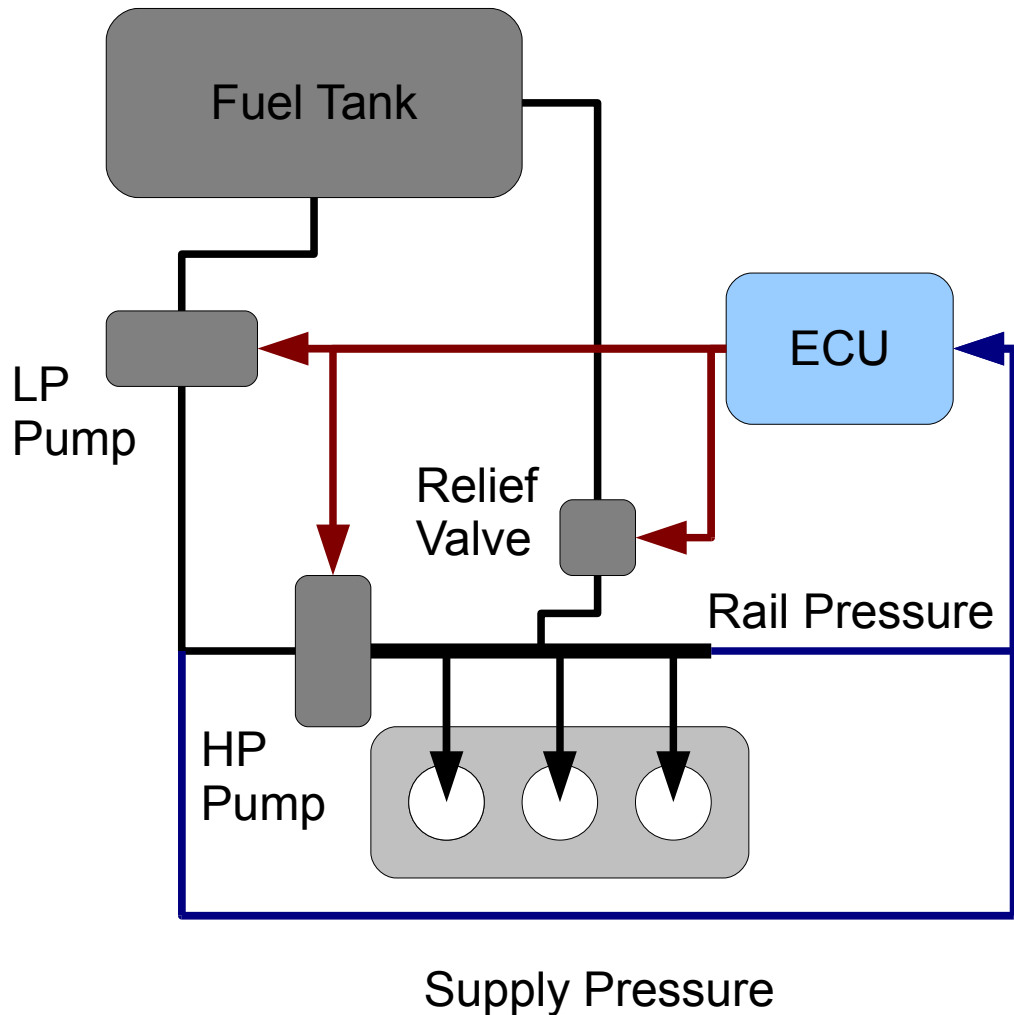 Fuel Tank
ECU
LP
Pump
Relief
Valve
Rail Pressure
HP
Pump
Supply Pressure